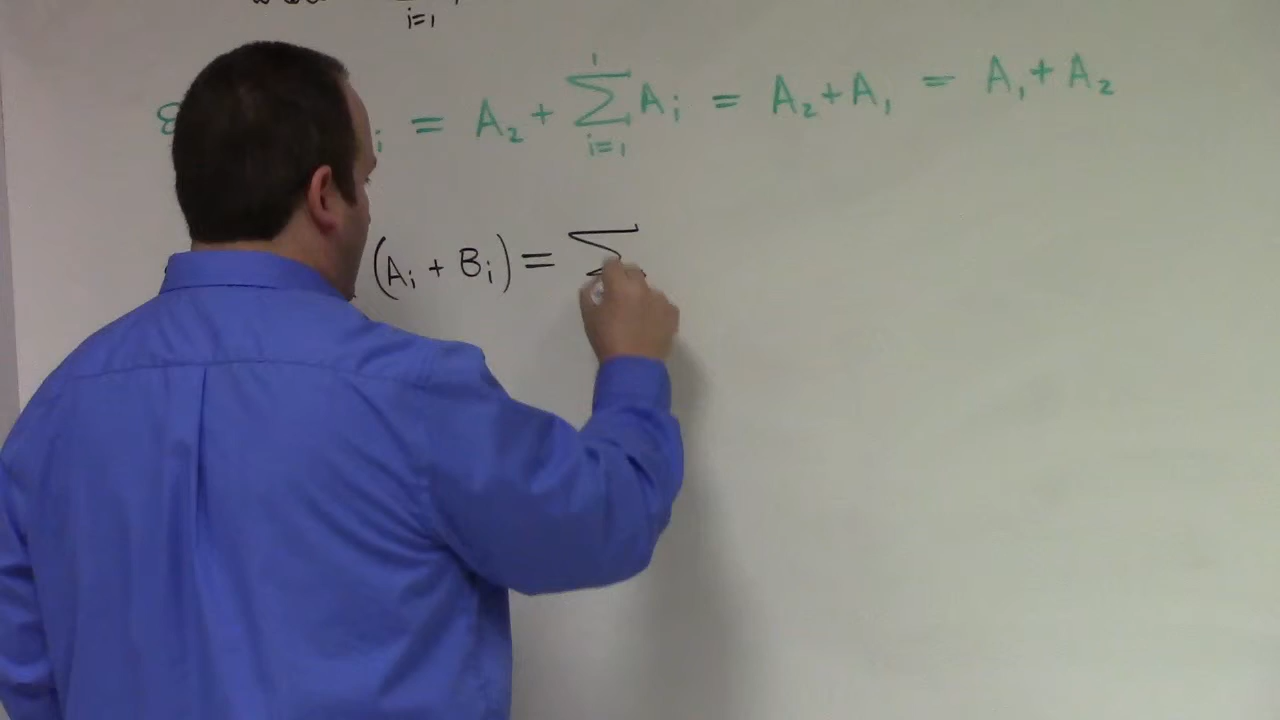 i=1
i = A₂ + ∑ᵢ₌₁¹ Aᵢ = A₂ + A₁ = A₁ + A₂
(Aᵢ + Bᵢ) = ∑